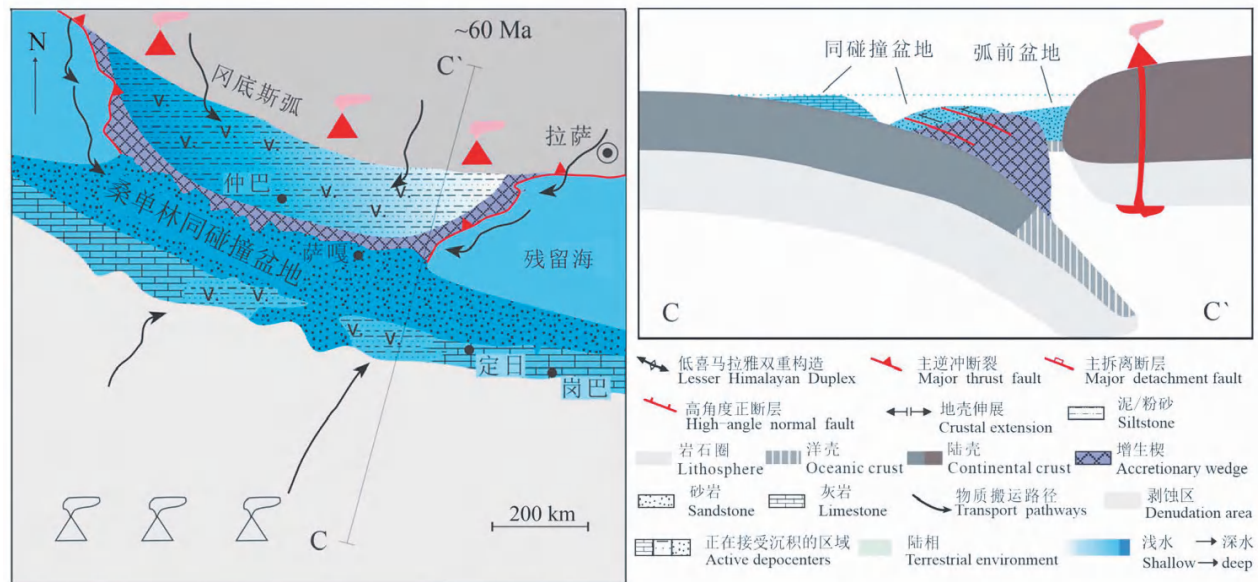 N
~60 Ma
C`
冈底斯弧
拉萨
仲巴
桑单林同碰撞盆地
萨嘎
残留海
定日
岗巴
200 km
C
同碰撞盆地
弧前盆地
C
C`
低喜马拉雅双重构造
Lesser Himalayan Duplex
主逆冲断裂
Major thrust fault
主拆离断层
Major detachment fault
高角度正断层
High-angle normal fault
地壳伸展
Crustal extension
泥/粉砂
Siltstone
岩石圈
Lithosphere
洋壳
Oceanic crust
陆壳
Continental crust
增生楔
Accretionary wedge
砂岩
Sandstone
灰岩
Limestone
物质搬运路径
Transport pathways
剥蚀区
Denudation area
正在接受沉积的区域
Active depocenters
陆相
Terrestrial environment
浅水 → 深水
Shallow → deep